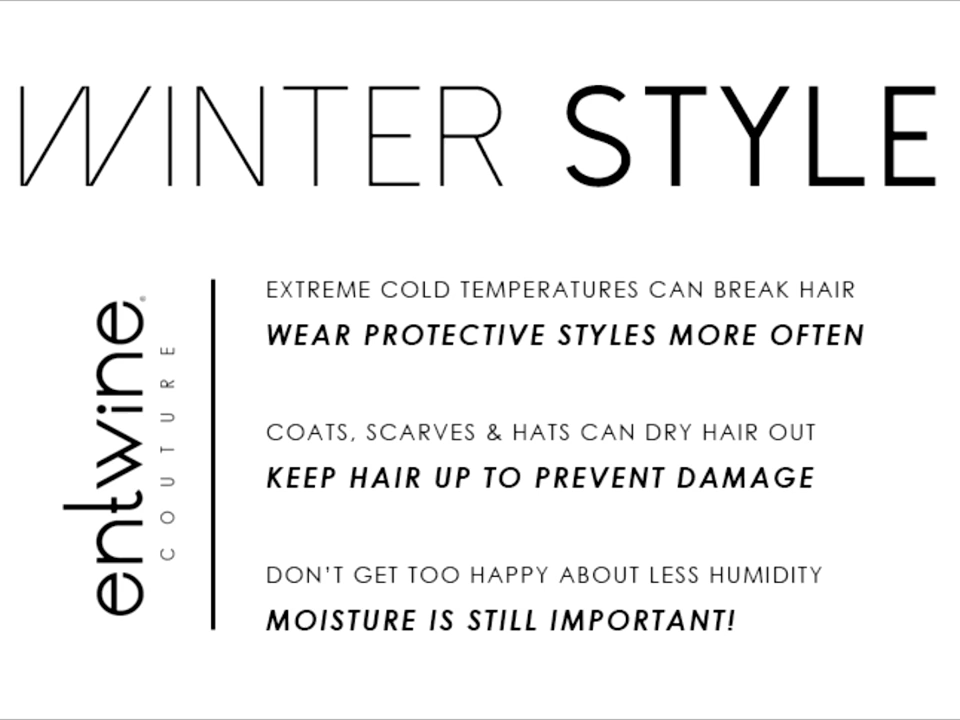 WINTER STYLE
entwine®
COUTURE
EXTREME COLD TEMPERATURES CAN BREAK HAIR
WEAR PROTECTIVE STYLES MORE OFTEN
COATS, SCARVES & HATS CAN DRY HAIR OUT
KEEP HAIR UP TO PREVENT DAMAGE
DON'T GET TOO HAPPY ABOUT LESS HUMIDITY
MOISTURE IS STILL IMPORTANT!